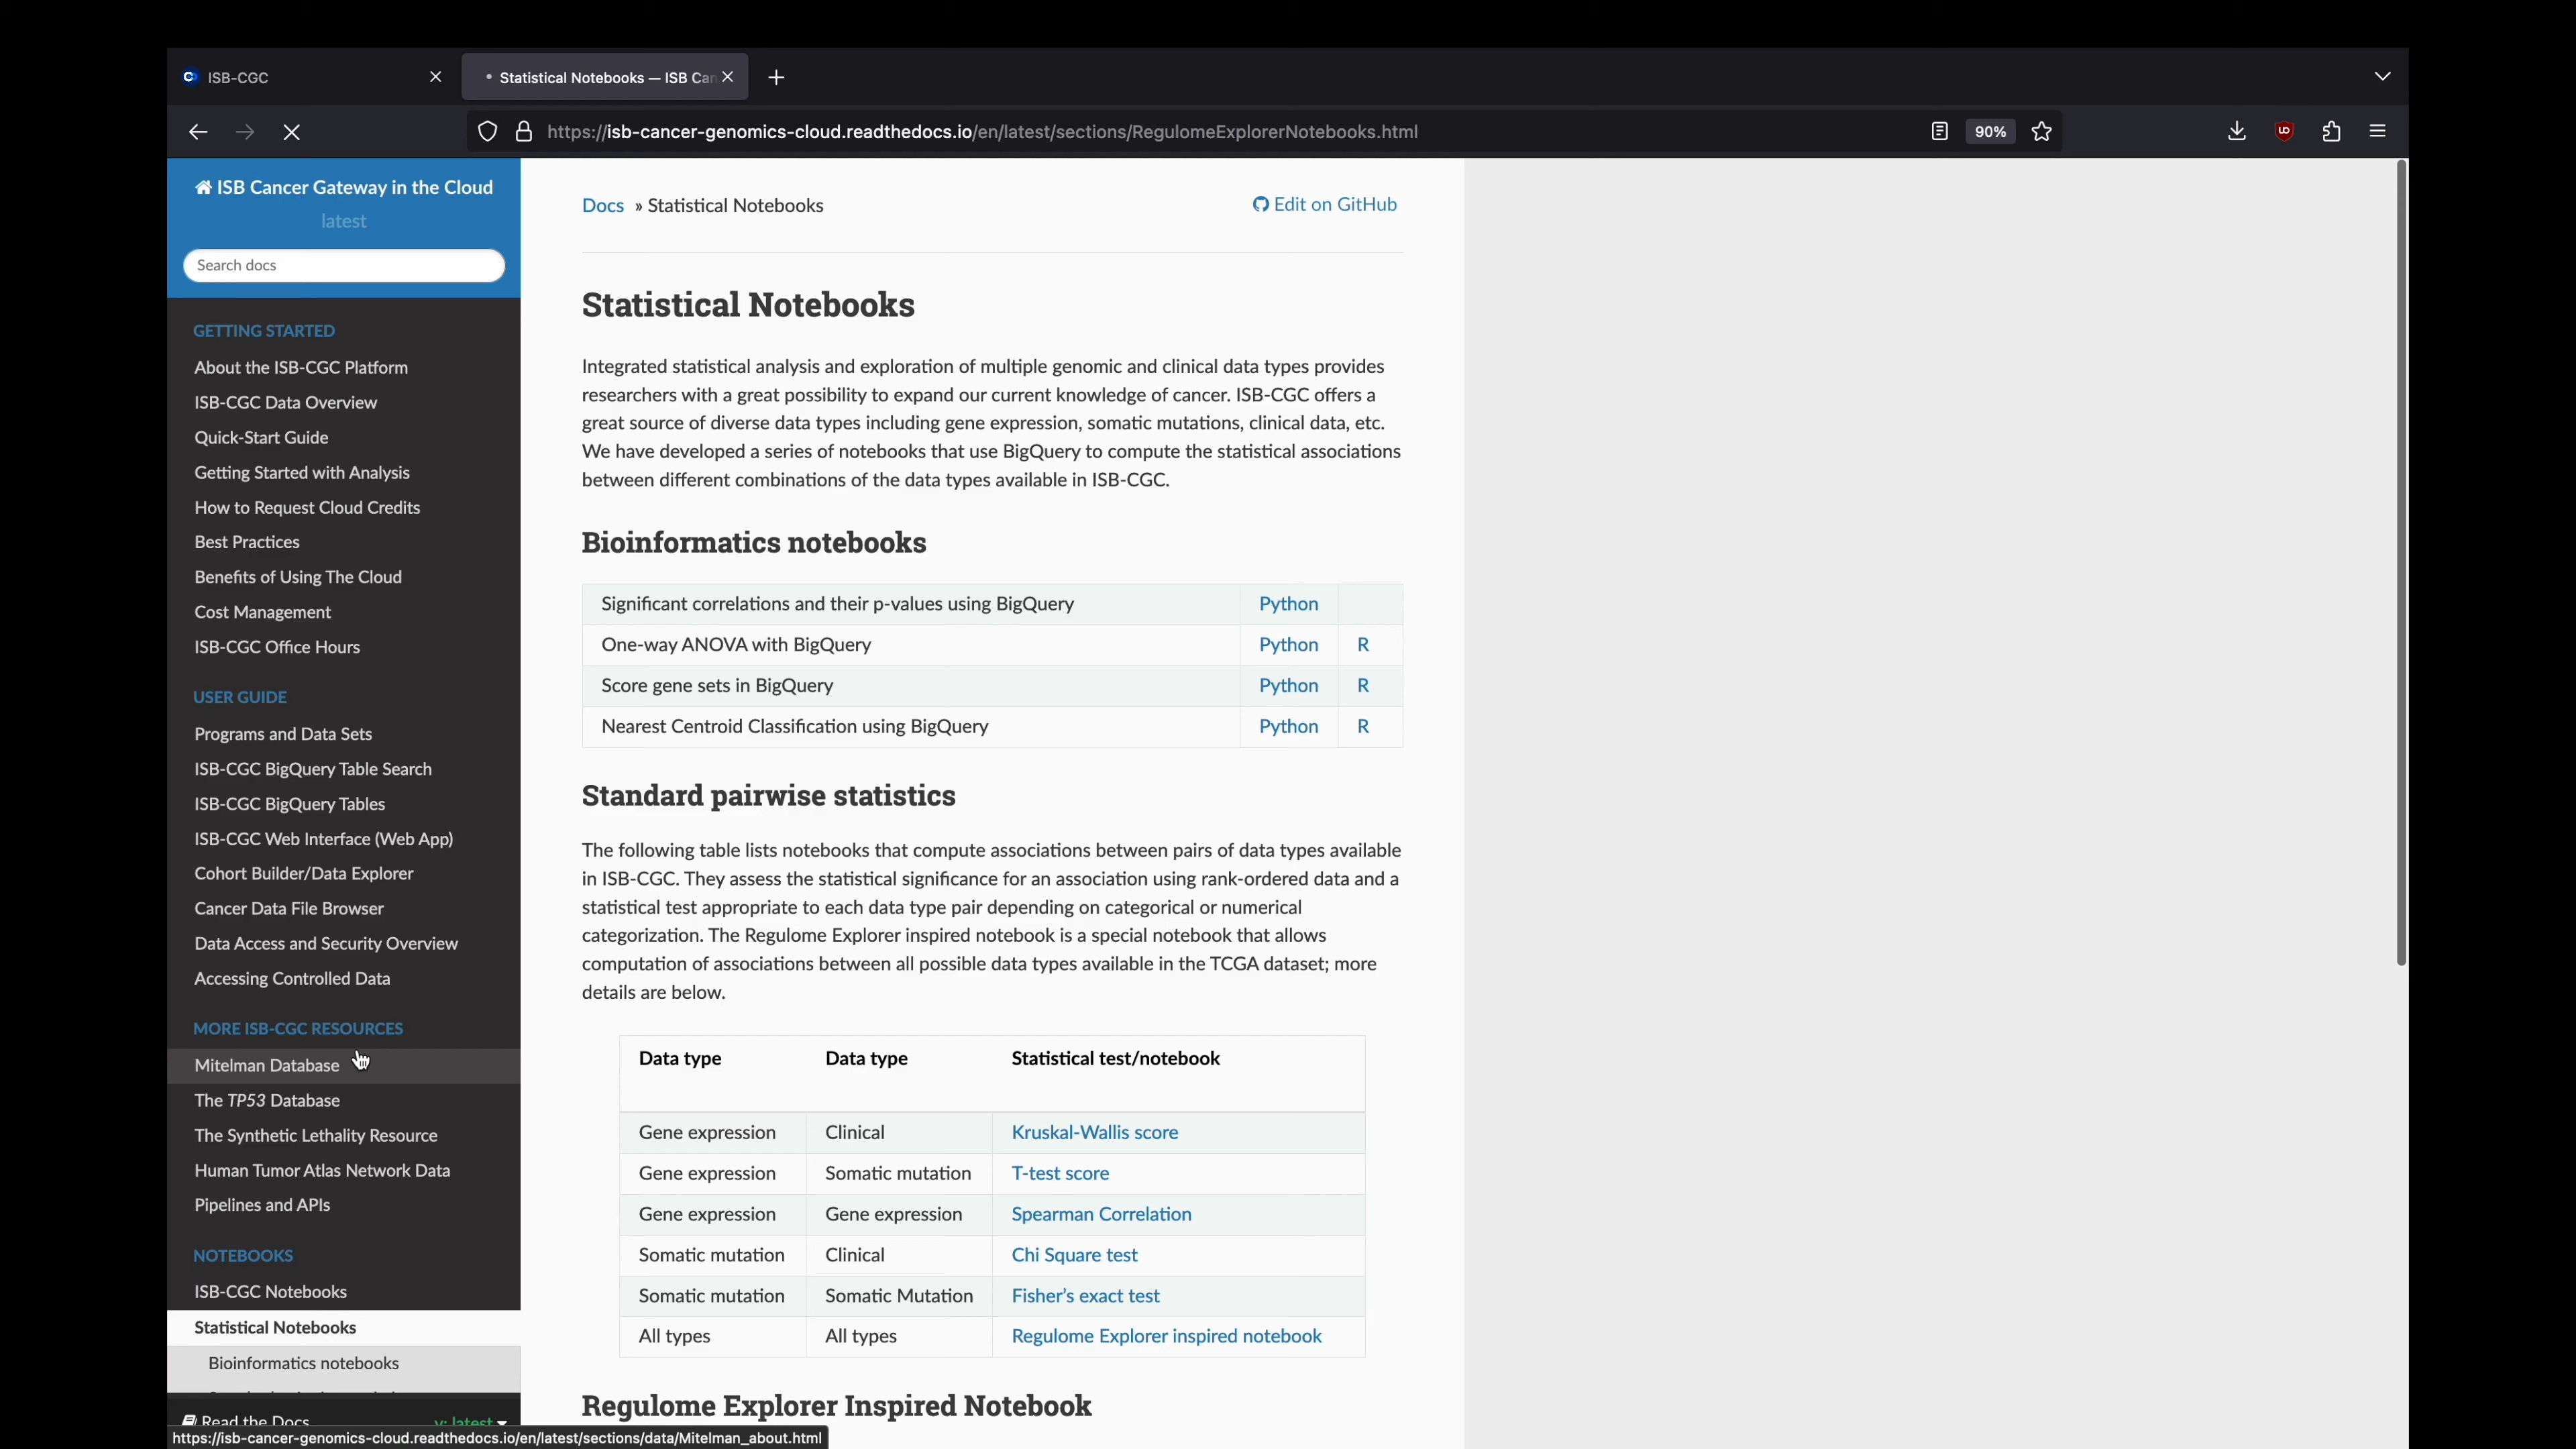 ISB-CGC
Statistical Notebooks — ISB Can
https://isb-cancer-genomics-cloud.readthedocs.io/en/latest/sections/RegulomeExplorerNotebooks.html
90%
ISB Cancer Gateway in the Cloud
latest
Search docs
GETTING STARTED
About the ISB-CGC Platform
ISB-CGC Data Overview
Quick-Start Guide
Getting Started with Analysis
How to Request Cloud Credits
Best Practices
Benefits of Using The Cloud
Cost Management
ISB-CGC Office Hours
USER GUIDE
Programs and Data Sets
ISB-CGC BigQuery Table Search
ISB-CGC BigQuery Tables
ISB-CGC Web Interface (Web App)
Cohort Builder/Data Explorer
Cancer Data File Browser
Data Access and Security Overview
Accessing Controlled Data
MORE ISB-CGC RESOURCES
Mitelman Database
The TP53 Database
The Synthetic Lethality Resource
Human Tumor Atlas Network Data
Pipelines and APIs
NOTEBOOKS
ISB-CGC Notebooks
Statistical Notebooks
Bioinformatics notebooks
Read the Docs v: latest
https://isb-cancer-genomics-cloud.readthedocs.io/en/latest/sections/data/Mitelman_about.html
Docs » Statistical Notebooks
Edit on GitHub
Statistical Notebooks
Integrated statistical analysis and exploration of multiple genomic and clinical data types provides
researchers with a great possibility to expand our current knowledge of cancer. ISB-CGC offers a
great source of diverse data types including gene expression, somatic mutations, clinical data, etc.
We have developed a series of notebooks that use BigQuery to compute the statistical associations
between different combinations of the data types available in ISB-CGC.
Bioinformatics notebooks
Significant correlations and their p-values using BigQuery Python
One-way ANOVA with BigQuery Python R
Score gene sets in BigQuery Python R
Nearest Centroid Classification using BigQuery Python R
Standard pairwise statistics
The following table lists notebooks that compute associations between pairs of data types available
in ISB-CGC. They assess the statistical significance for an association using rank-ordered data and a
statistical test appropriate to each data type pair depending on categorical or numerical
categorization. The Regulome Explorer inspired notebook is a special notebook that allows
computation of associations between all possible data types available in the TCGA dataset; more
details are below.
Data type Data type Statistical test/notebook
Gene expression Clinical Kruskal-Wallis score
Gene expression Somatic mutation T-test score
Gene expression Gene expression Spearman Correlation
Somatic mutation Clinical Chi Square test
Somatic mutation Somatic Mutation Fisher's exact test
All types All types Regulome Explorer inspired notebook
Regulome Explorer Inspired Notebook